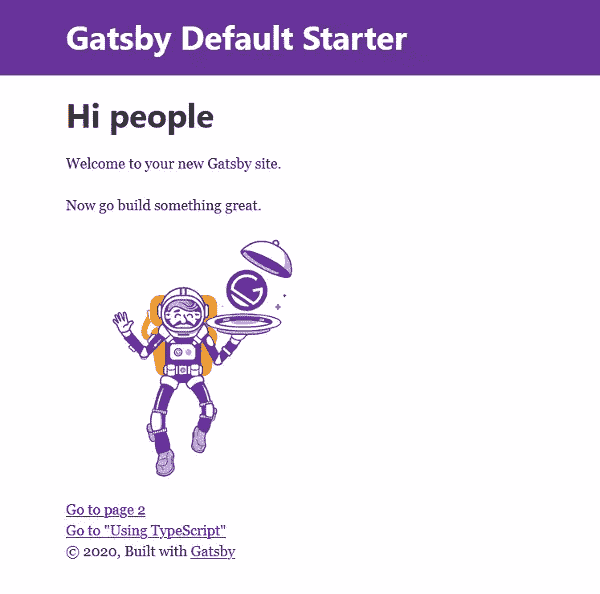 Gatsby Default Starter
Hi people
Welcome to your new Gatsby site.
Now go build something great.
Go to page 2
Go to "Using TypeScript"
© 2020, Built with Gatsby